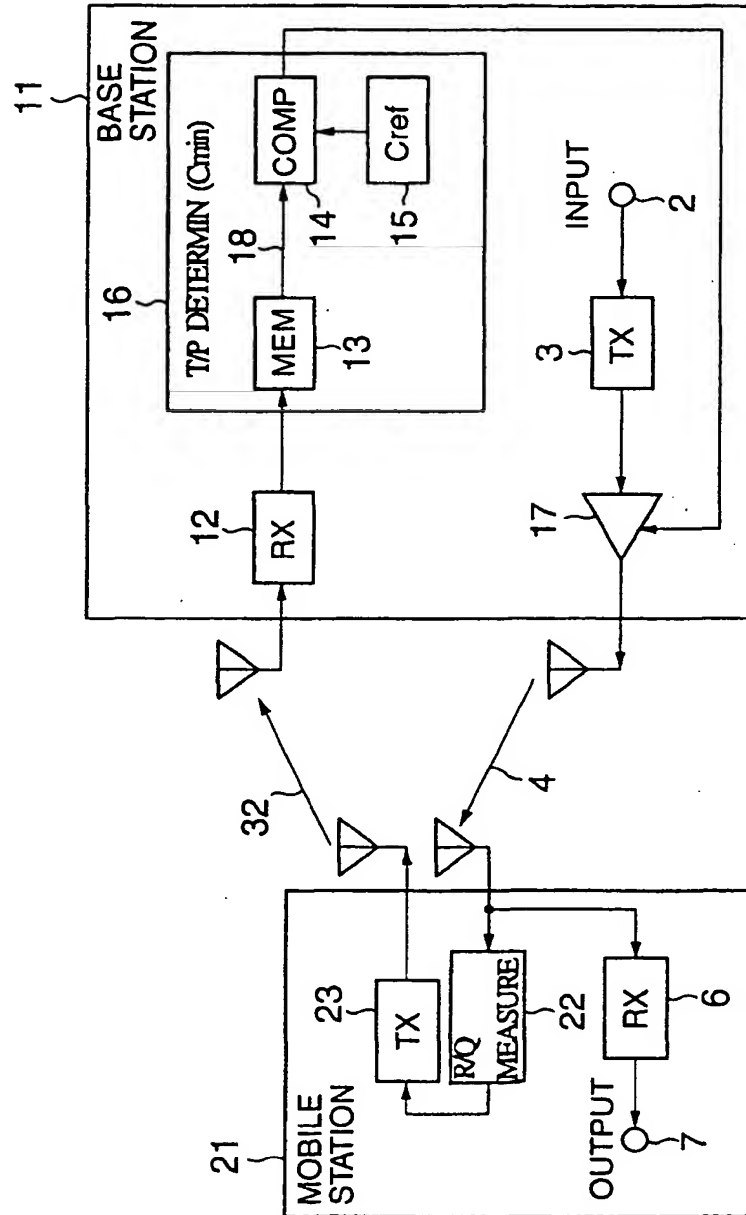 11
BASE
STATION
16
T/P DETERMIN (Cmin)
12
RX
MEM
13
18
COMP
14
Cref
15
INPUT
2
3
TX
17
32
4
21
MOBILE
STATION
23
TX
R/Q
MEASURE
22
RX
6
OUTPUT
7